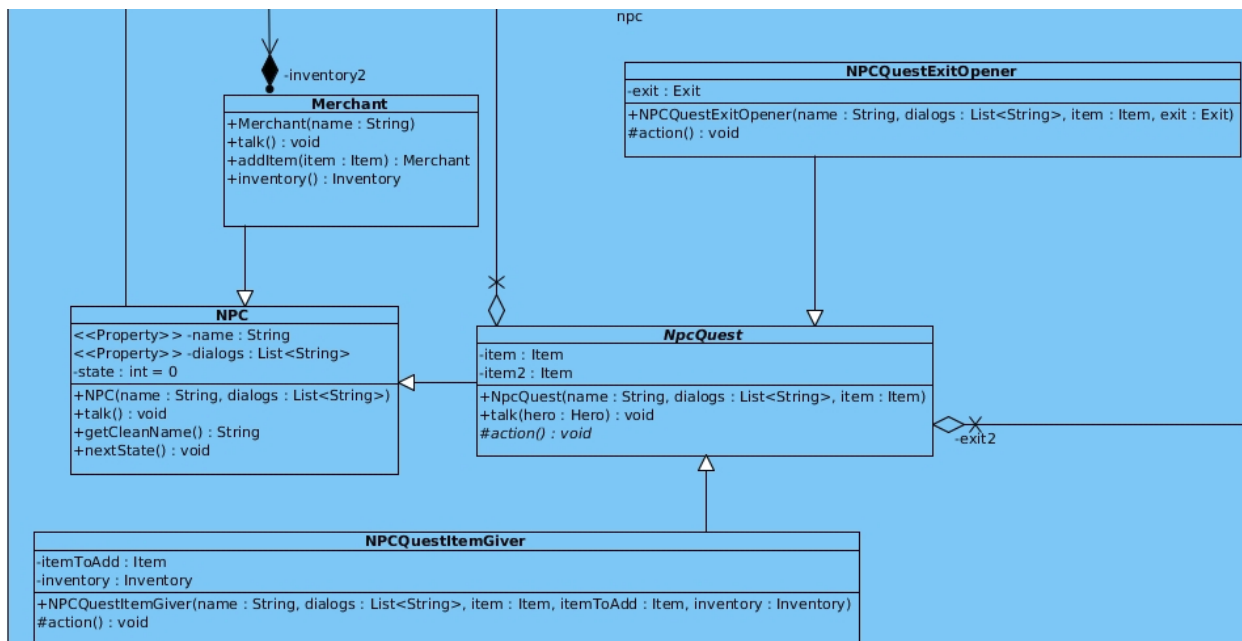 npc
-inventory2
Merchant
+Merchant(name : String)
+talk() : void
+addItem(item : Item) : Merchant
+inventory() : Inventory
NPCQuestExitOpener
-exit : Exit
+NPCQuestExitOpener(name : String, dialogs : List<String>, item : Item, exit : Exit)
#action() : void
NPC
<<Property>> -name : String
<<Property>> -dialogs : List<String>
-state : int = 0
+NPC(name : String, dialogs : List<String>)
+talk() : void
+getCleanName() : String
+nextState() : void
NpcQuest
-item : Item
-item2 : Item
+NpcQuest(name : String, dialogs : List<String>, item : Item)
+talk(hero : Hero) : void
#action() : void
-exit2
NPCQuestItemGiver
-itemToAdd : Item
-inventory : Inventory
+NPCQuestItemGiver(name : String, dialogs : List<String>, item : Item, itemToAdd : Item, inventory : Inventory)
#action() : void